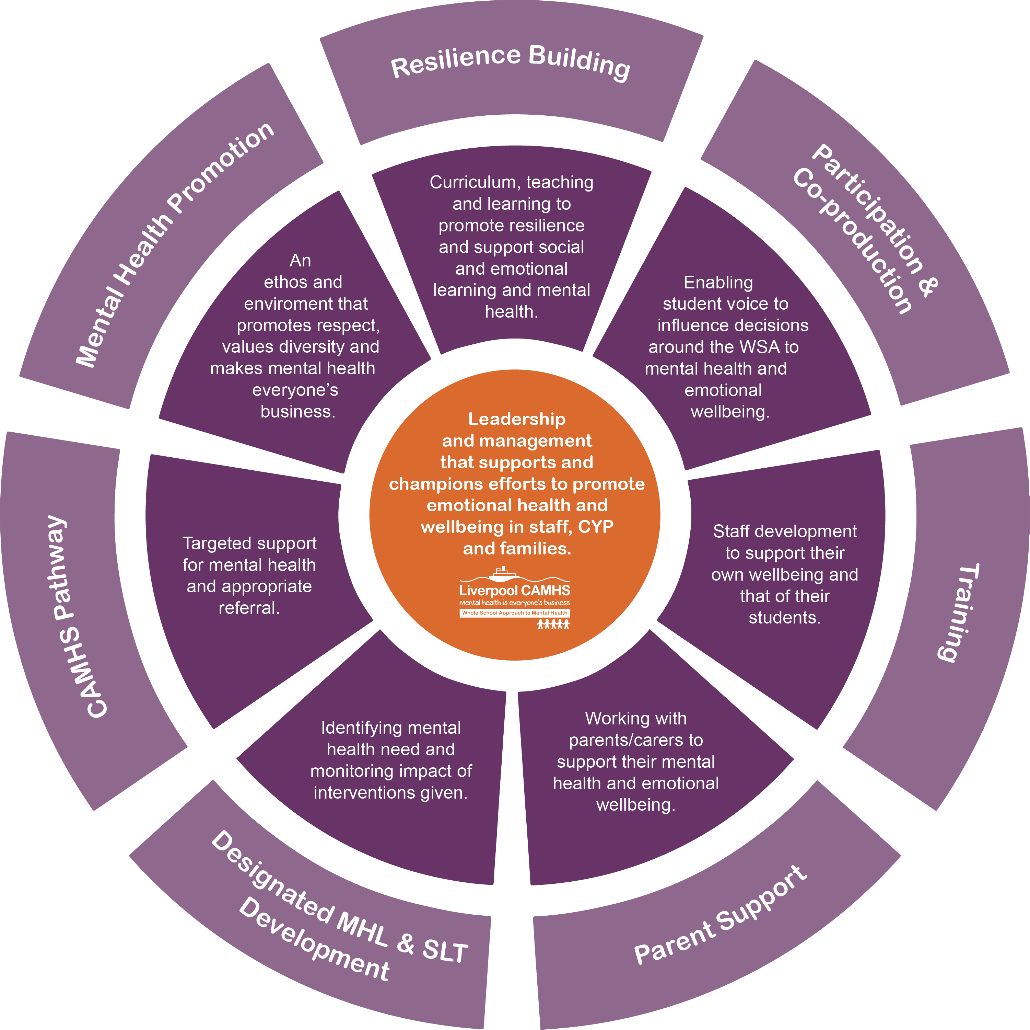 Resilience Building
Curriculum, teaching
and learning to
promote resilience
and support social
and emotional
learning and mental
health.
Participation &
Co-production
Enabling
student voice to
influence decisions
around the WSA to
mental health and
emotional
wellbeing.
Training
Staff development
to support their
own wellbeing and
that of their
students.
Parent Support
Working with
parents/carers to
support their mental
health and emotional
wellbeing.
Designated MHL & SLT
Development
Identifying mental
health need and
monitoring impact of
interventions given.
CAMHS Pathway
Targeted support
for mental health
and appropriate
referral.
Mental Health Promotion
An
ethos and
enviroment that
promotes respect,
values diversity and
makes mental health
everyone's
business.
Leadership
and management
that supports and
champions efforts to promote
emotional health and
wellbeing in staff, CYP
and families.
Liverpool CAMHS
mental health is everyone's business
Whole School Approach to Mental Health